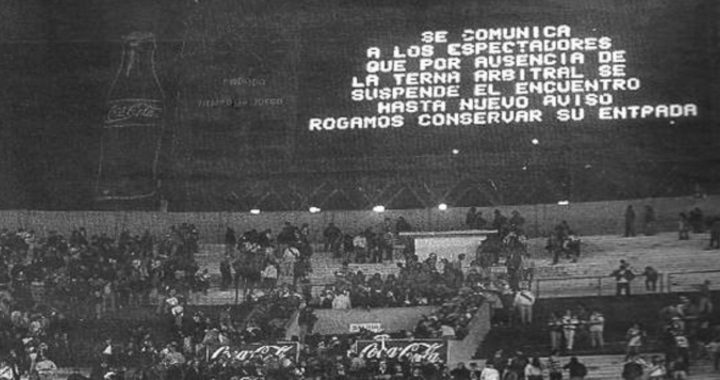 SE COMUNICA
A LOS ESPECTADORES
QUE POR AUSENCIA DE
LA TERNA ARBITRAL SE
SUSPENDE EL ENCUENTRO
HASTA NUEVO AVISO
ROGAMOS CONSERVAR SU ENTPADA
Coca-Cola
Coca-Cola
Coca-Cola